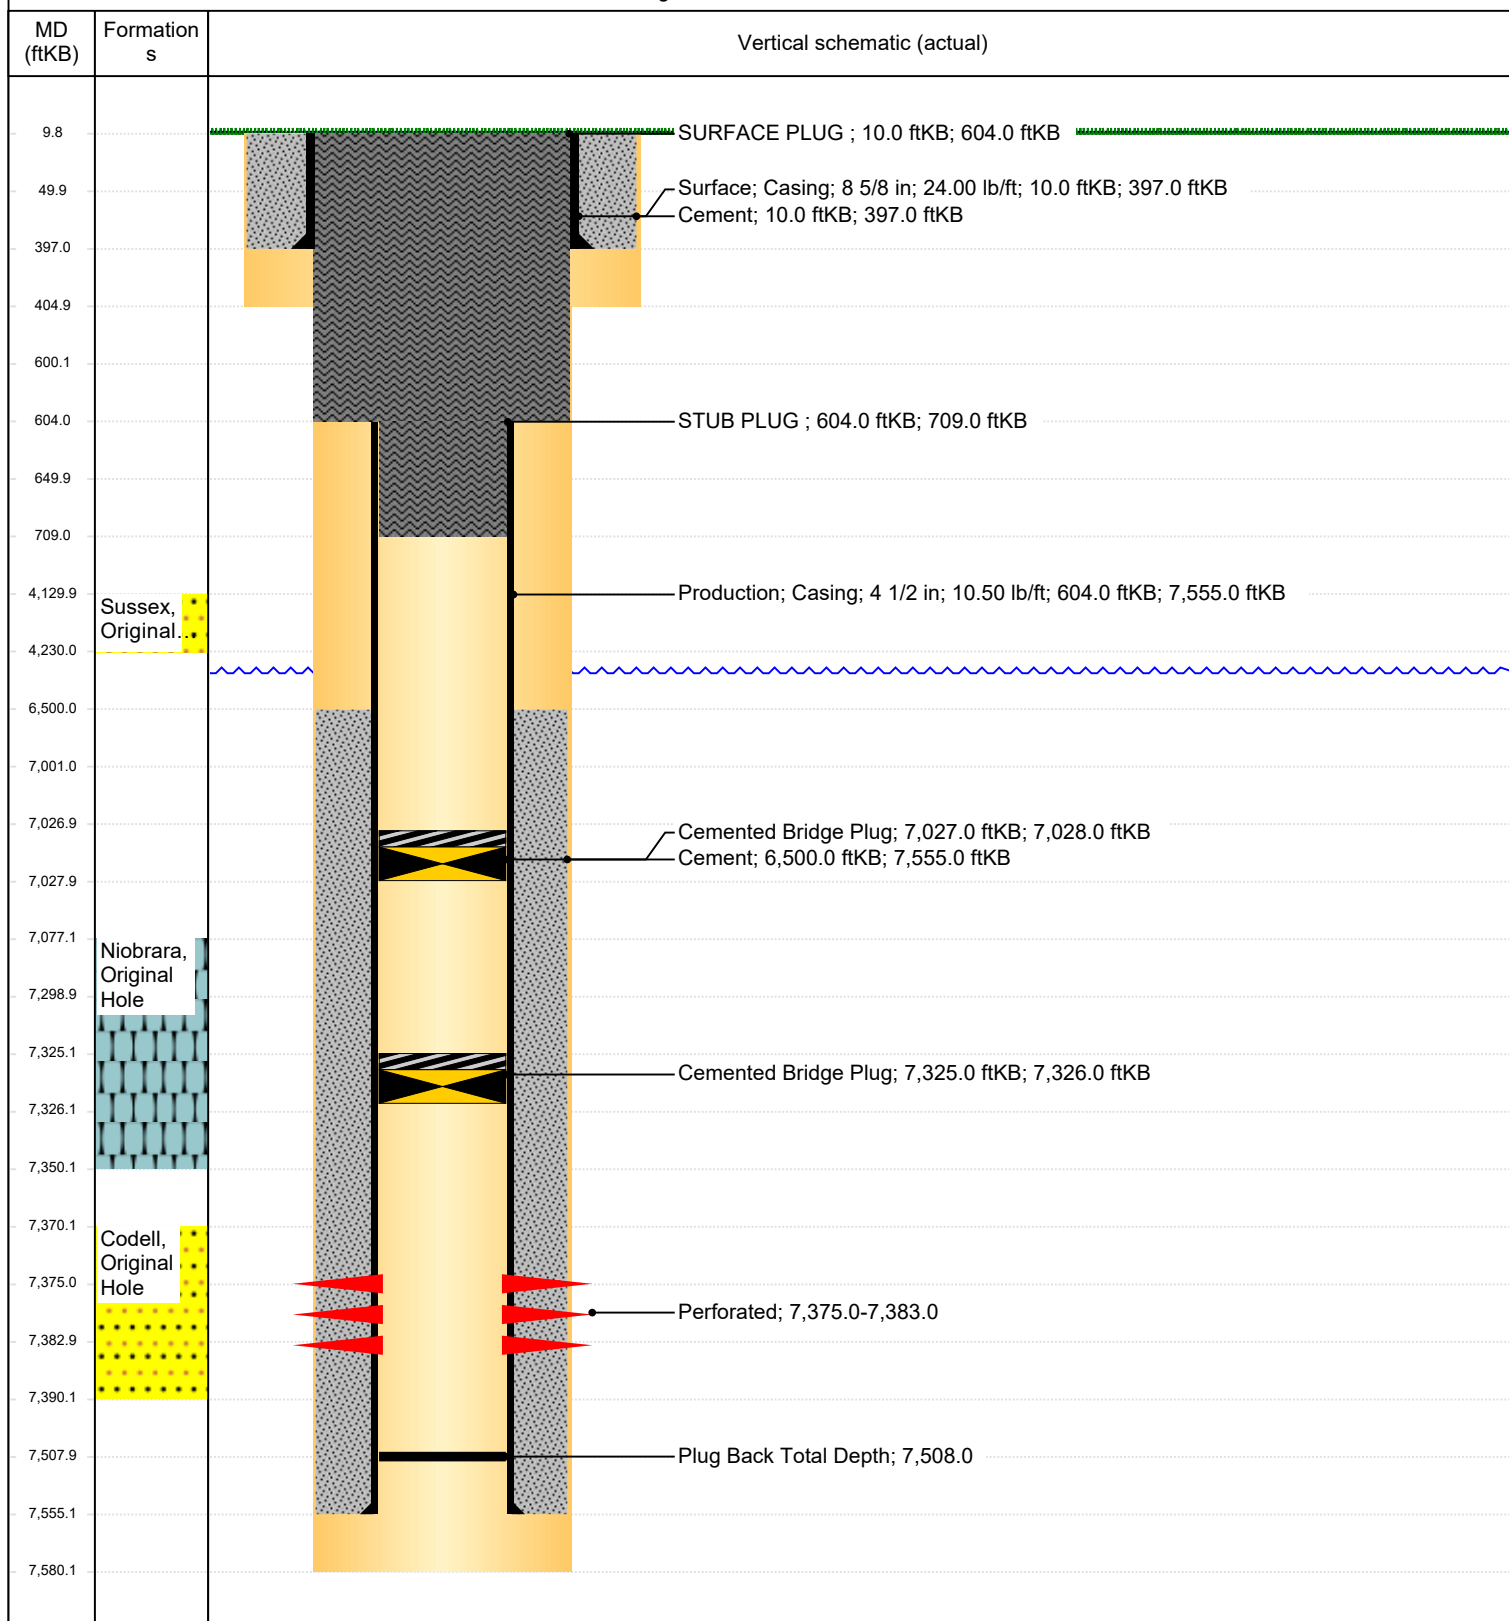 MD
(ftKB)
Formation
s
Vertical schematic (actual)
9.8
SURFACE PLUG ; 10.0 ftKB; 604.0 ftKB
49.9
Surface; Casing; 8 5/8 in; 24.00 lb/ft; 10.0 ftKB; 397.0 ftKB
Cement; 10.0 ftKB; 397.0 ftKB
397.0
404.9
600.1
604.0
STUB PLUG ; 604.0 ftKB; 709.0 ftKB
649.9
709.0
4,129.9
Production; Casing; 4 1/2 in; 10.50 lb/ft; 604.0 ftKB; 7,555.0 ftKB
Sussex,
Original...
4,230.0
6,500.0
7,001.0
7,026.9
Cemented Bridge Plug; 7,027.0 ftKB; 7,028.0 ftKB
Cement; 6,500.0 ftKB; 7,555.0 ftKB
7,027.9
7,077.1
Niobrara,
Original
Hole
7,298.9
7,325.1
Cemented Bridge Plug; 7,325.0 ftKB; 7,326.0 ftKB
7,326.1
7,350.1
7,370.1
Codell,
Original
Hole
7,375.0
Perforated; 7,375.0-7,383.0
7,382.9
7,390.1
7,507.9
Plug Back Total Depth; 7,508.0
7,555.1
7,580.1